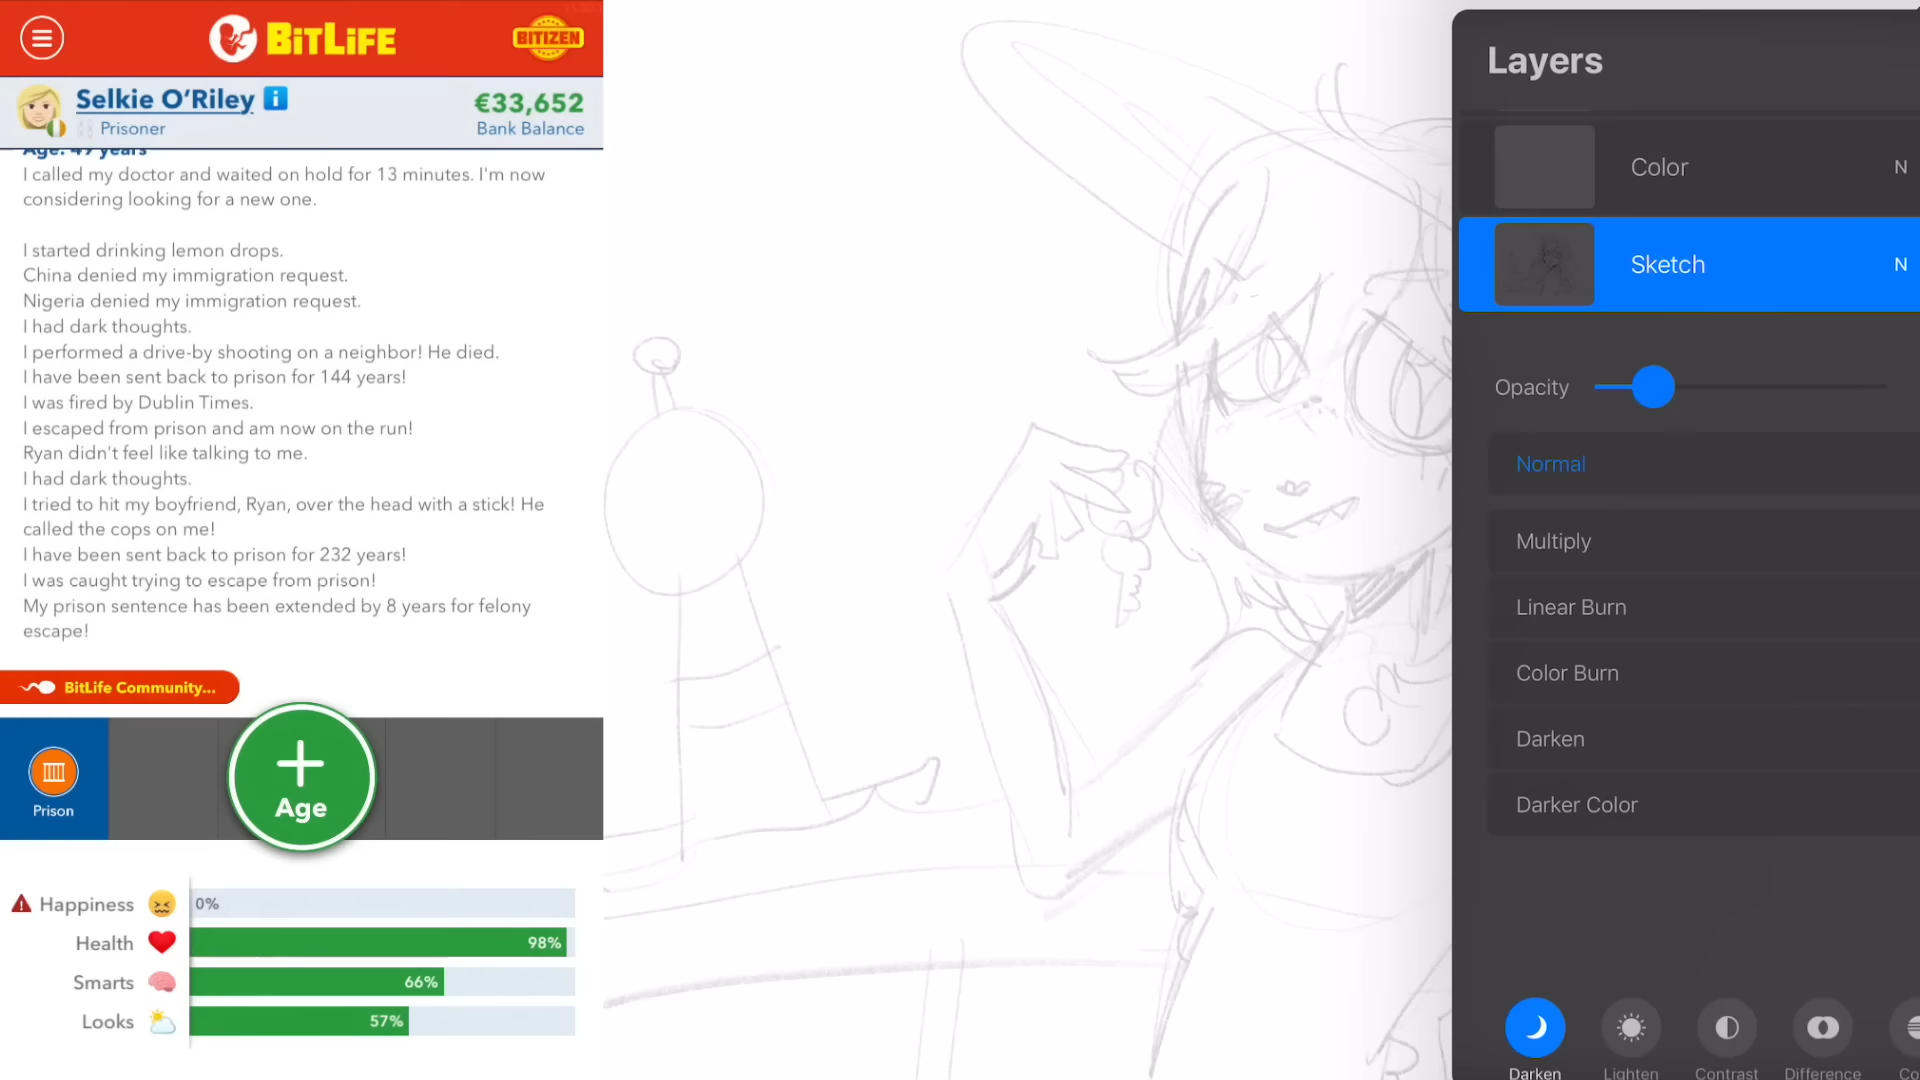 BiTLiFE
BITIZEN
Selkie O'Riley
Prisoner
€33,652
Bank Balance
Age: 49 years
I called my doctor and waited on hold for 13 minutes. I'm now
considering looking for a new one.
I started drinking lemon drops.
China denied my immigration request.
Nigeria denied my immigration request.
I had dark thoughts.
I performed a drive-by shooting on a neighbor! He died.
I have been sent back to prison for 144 years!
I was fired by Dublin Times.
I escaped from prison and am now on the run!
Ryan didn't feel like talking to me.
I had dark thoughts.
I tried to hit my boyfriend, Ryan, over the head with a stick! He
called the cops on me!
I have been sent back to prison for 232 years!
I was caught trying to escape from prison!
My prison sentence has been extended by 8 years for felony
escape!
BitLife Community...
Prison
Age
Happiness 0%
Health 98%
Smarts 66%
Looks 57%
Layers
Color N
Sketch N
Opacity
Normal
Multiply
Linear Burn
Color Burn
Darken
Darker Color
Darken Lighten Contrast Difference Co